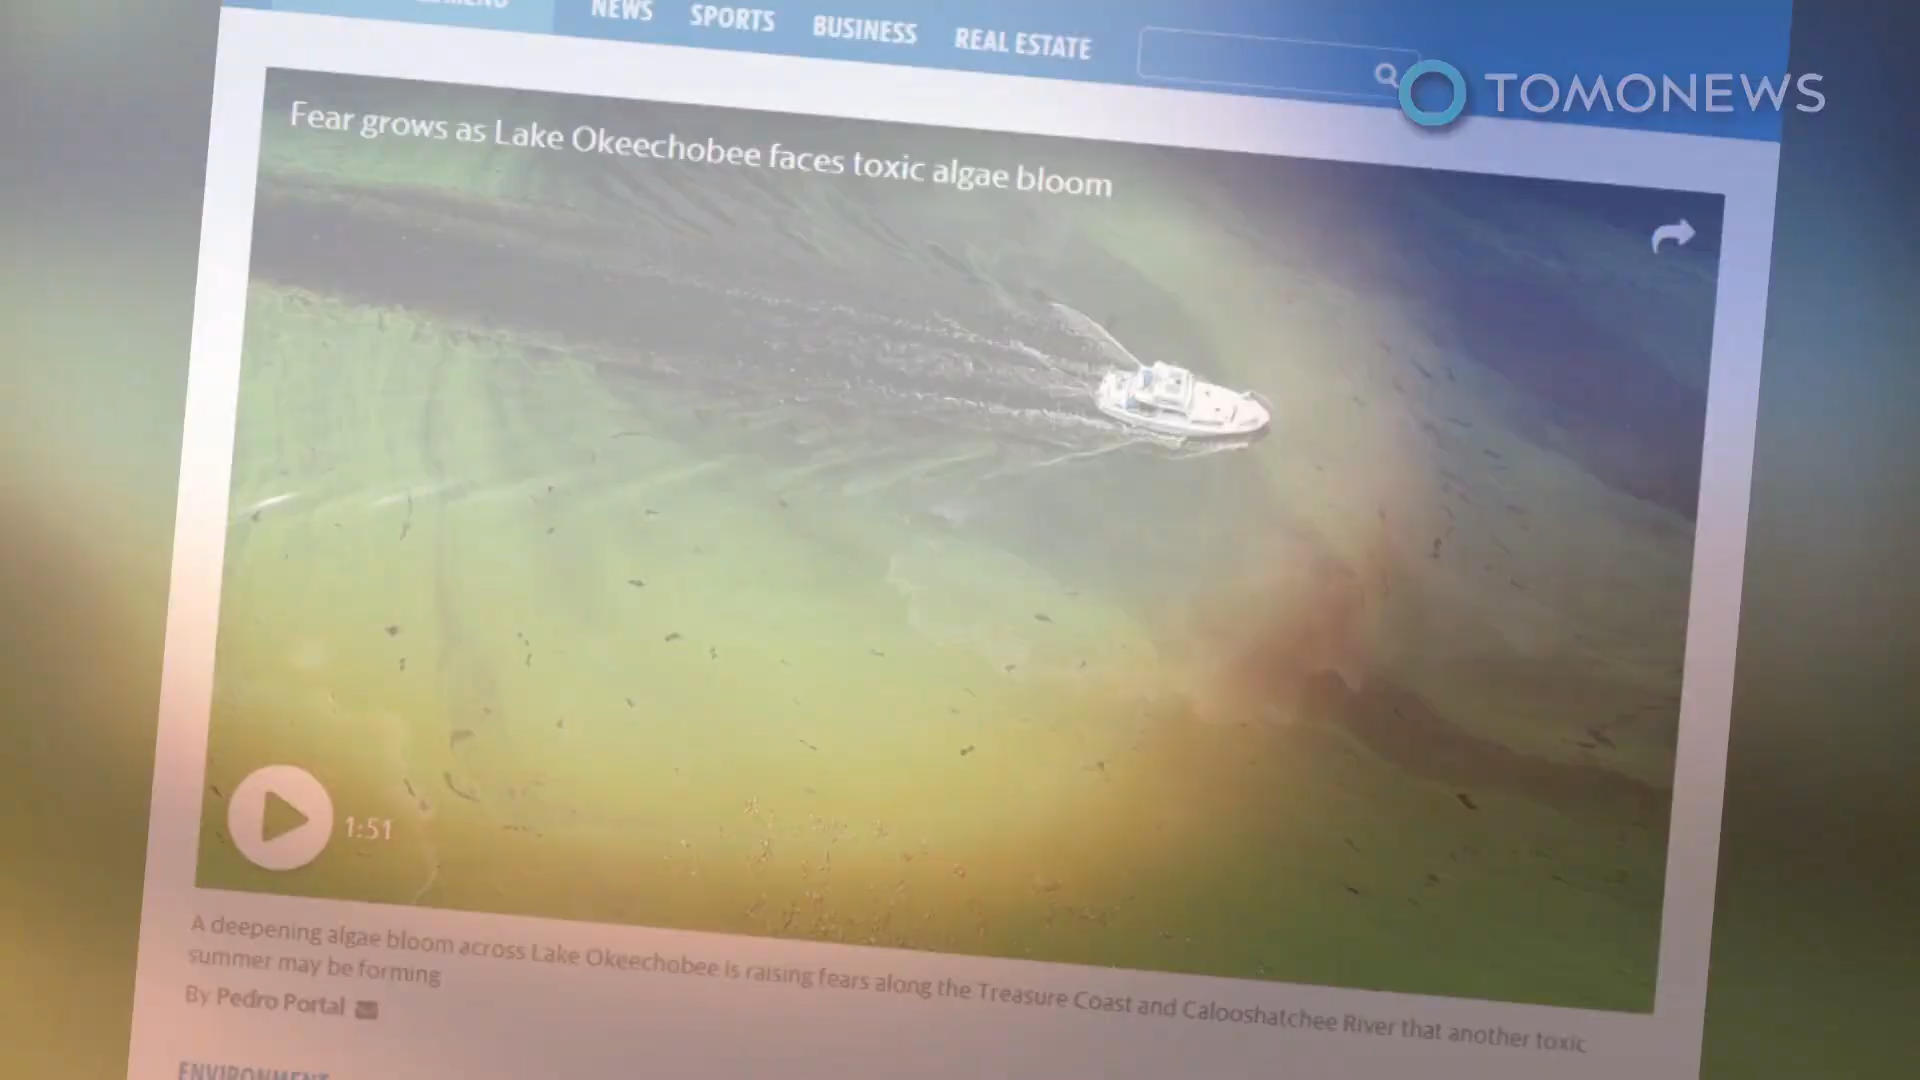 NEWS SPORTS BUSINESS REAL ESTATE
TOMONEWS
Fear grows as Lake Okeechobee faces toxic algae bloom
1:51
A deepening algae bloom across Lake Okeechobee is raising fears along the Treasure Coast and Calooshatchee River that another toxic
summer may be forming
By Pedro Portal
ENVIRONMENT